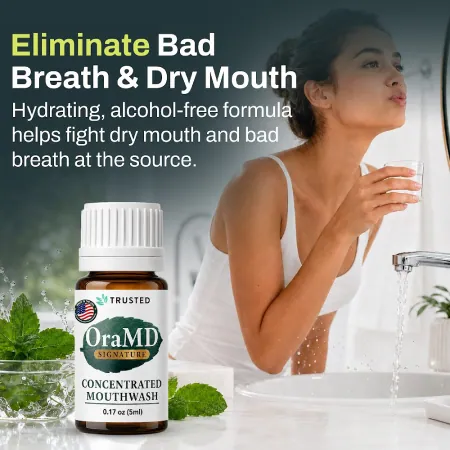 Eliminate Bad
Breath & Dry Mouth
Hydrating, alcohol-free formula
helps fight dry mouth and bad
breath at the source.
TRUSTED
OraMD
SIGNATURE
CONCENTRATED
MOUTHWASH
0.17 oz (5ml)